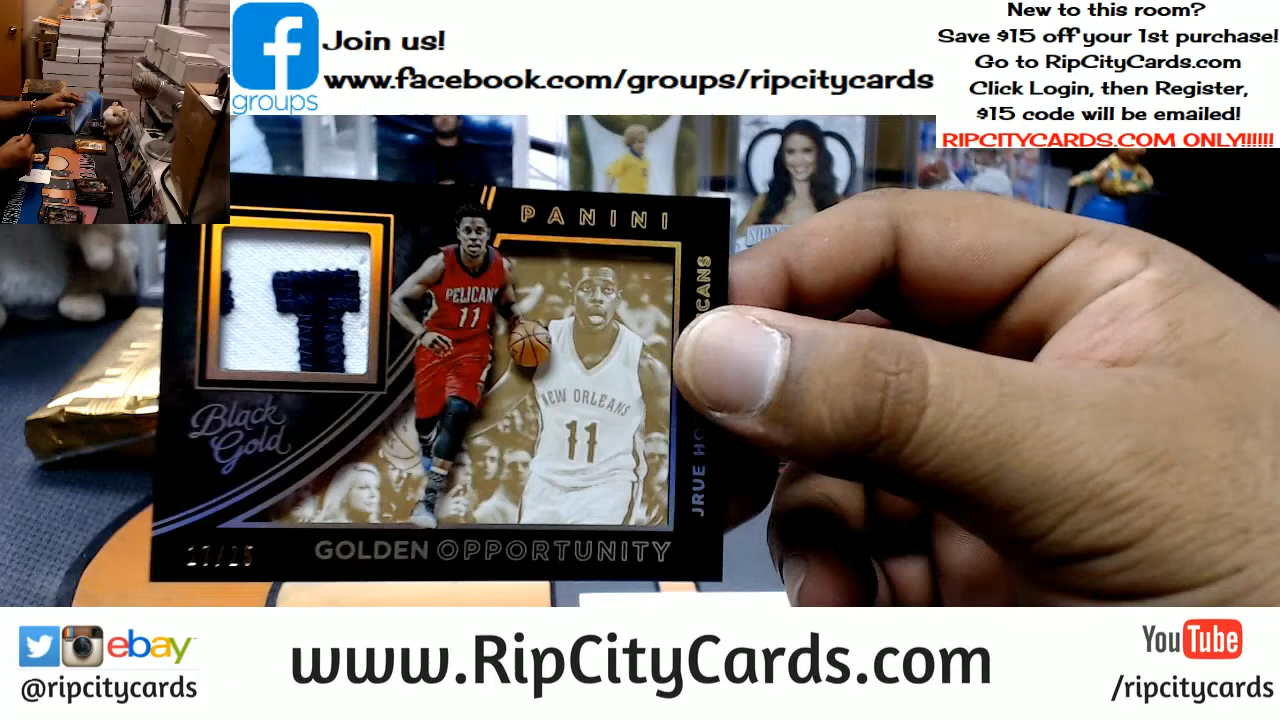 Join us!
www.facebook.com/groups/ripcitycards
groups
New to this room?
Save $15 off your 1st purchase!
Go to RipCityCards.com
Click Login, then Register,
$15 code will be emailed!
RIPCITYCARDS.COM ONLY!!!!!!
PANINI
T
PELICANS
11
NEW ORLEANS
11
Black
Gold
JRUE
CANS
GOLDEN OPPORTUNITY
ebay
@ripcitycards
www.RipCityCards.com
YouTube
/ripcitycards